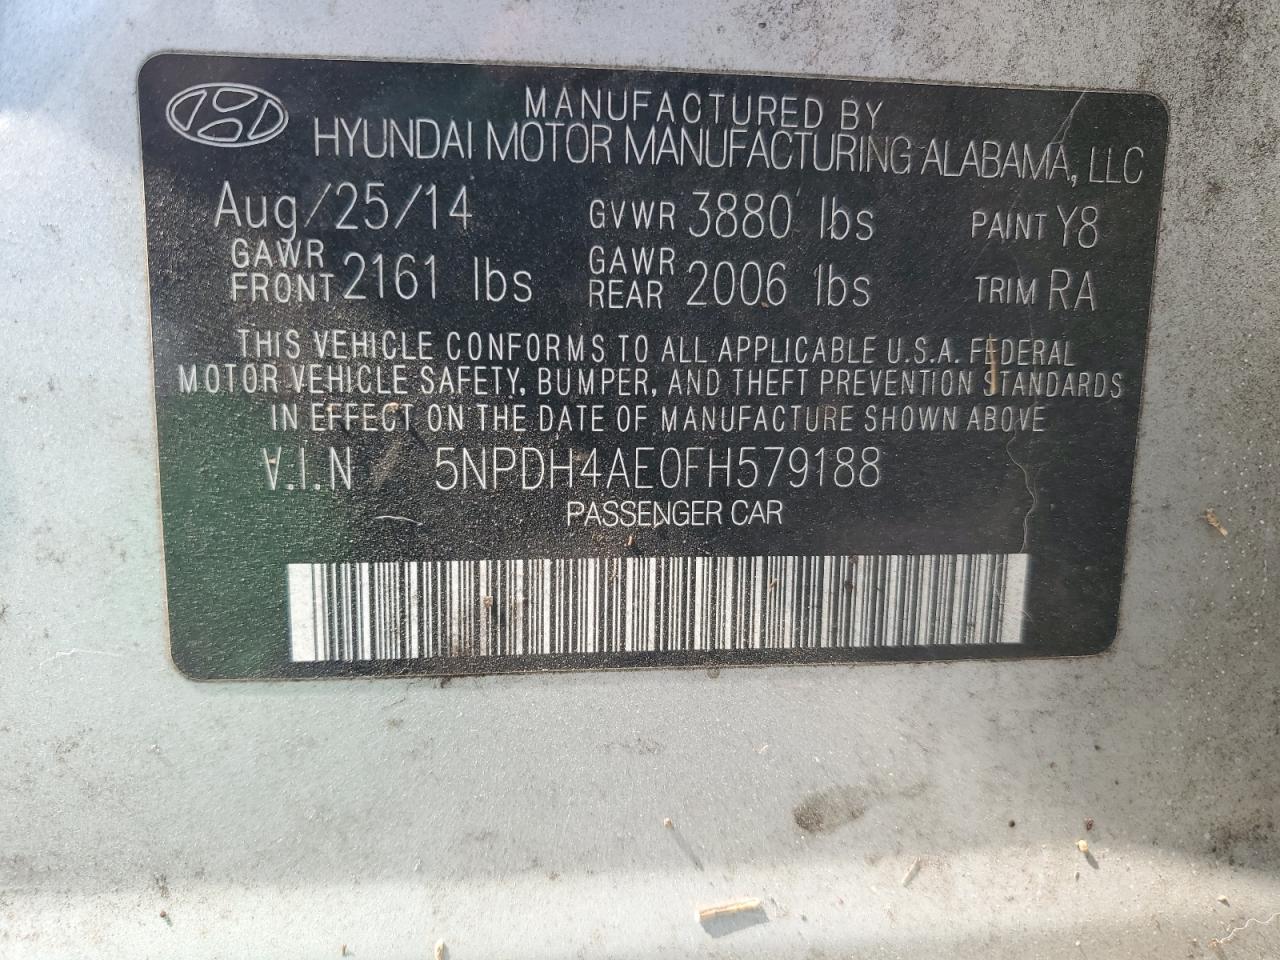 MANUFACTURED BY
HYUNDAI MOTOR MANUFACTURING ALABAMA, LLC
Aug/25/14 GVWR 3880 lbs PAINT Y8
GAWR FRONT 2161 lbs GAWR REAR 2006 lbs TRIM RA
THIS VEHICLE CONFORMS TO ALL APPLICABLE U.S.A. FEDERAL
MOTOR VEHICLE SAFETY, BUMPER, AND THEFT PREVENTION STANDARDS
IN EFFECT ON THE DATE OF MANUFACTURE SHOWN ABOVE
V.I.N 5NPDH4AE0FH579188
PASSENGER CAR